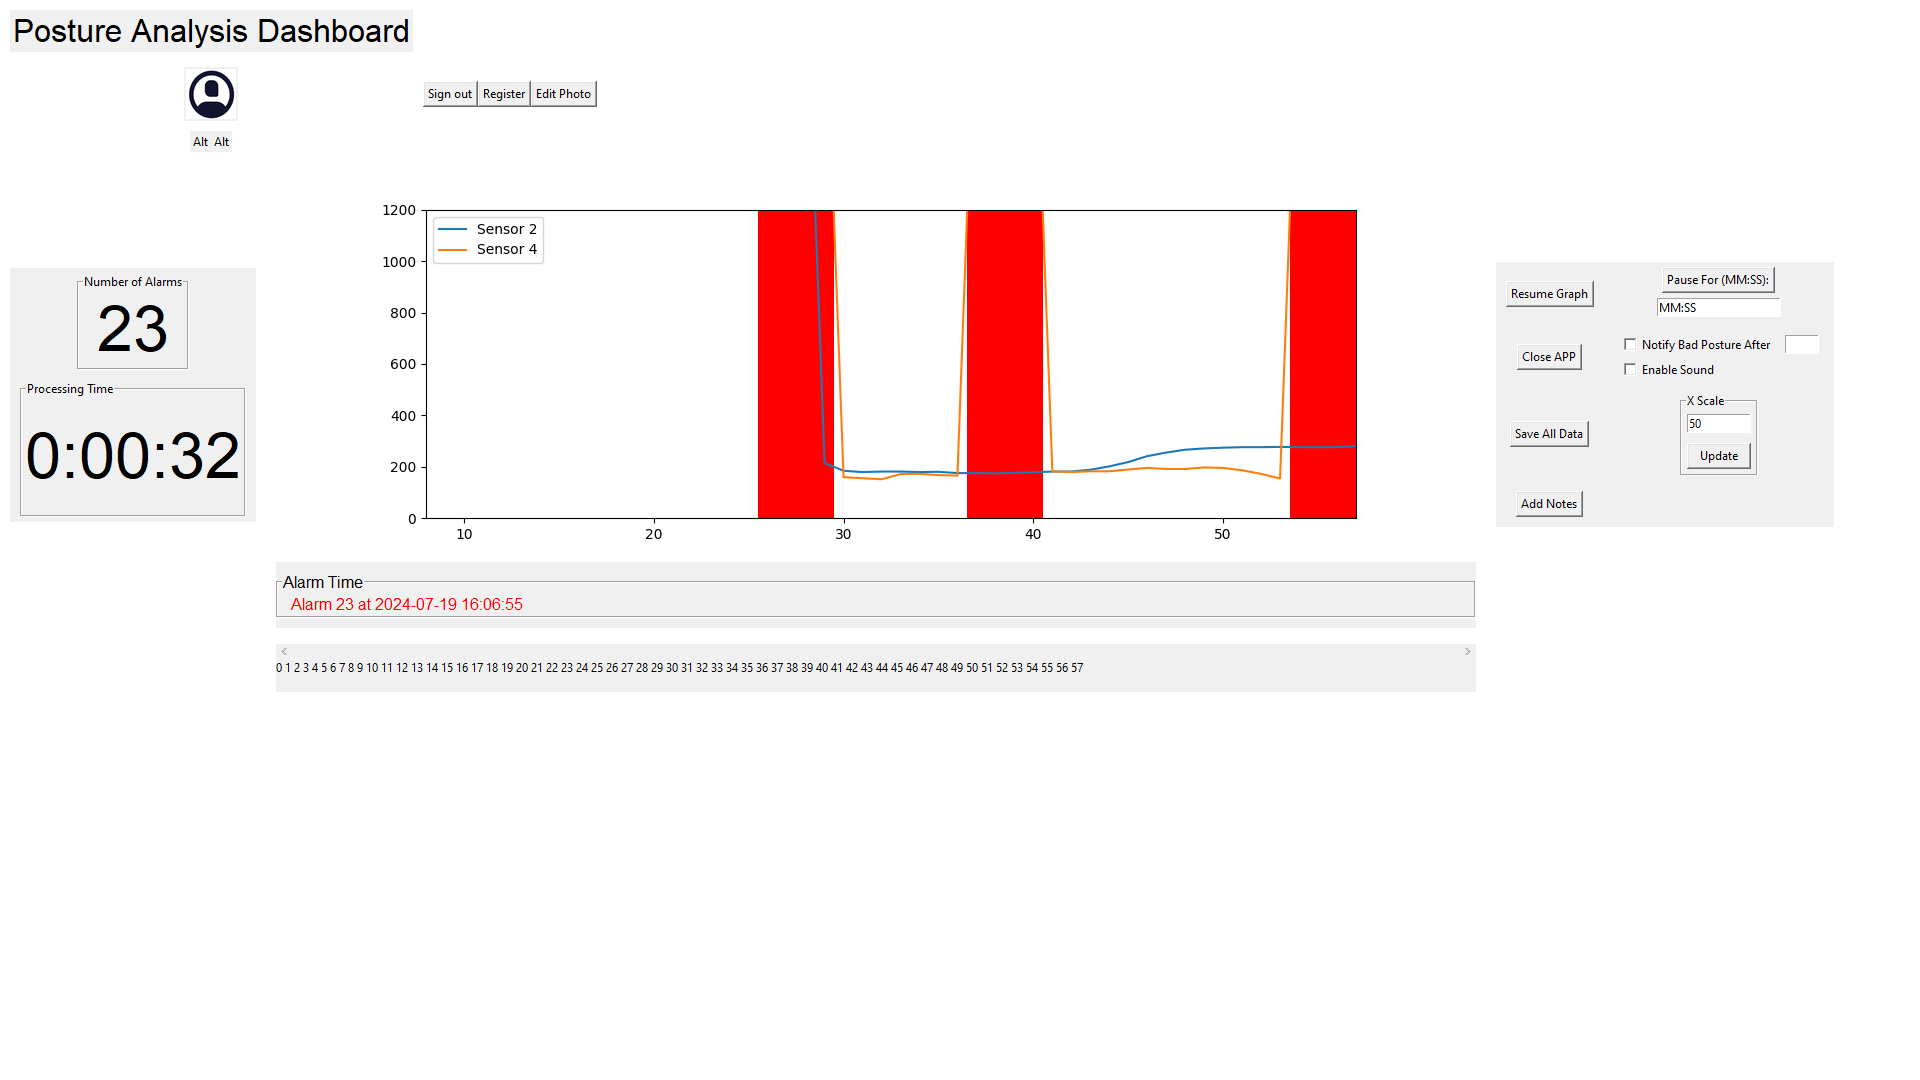 Posture Analysis Dashboard
Sign out Register Edit Photo
Alt Alt
Number of Alarms
23
Processing Time
0:00:32
1200
1000
800
600
400
200
0
Sensor 2
Sensor 4
10 20 30 40 50
Resume Graph
Pause For (MM:SS):
MM:SS
Close APP
Notify Bad Posture After
Enable Sound
X Scale
50
Update
Save All Data
Add Notes
Alarm Time
Alarm 23 at 2024-07-19 16:06:55
0 1 2 3 4 5 6 7 8 9 10 11 12 13 14 15 16 17 18 19 20 21 22 23 24 25 26 27 28 29 30 31 32 33 34 35 36 37 38 39 40 41 42 43 44 45 46 47 48 49 50 51 52 53 54 55 56 57